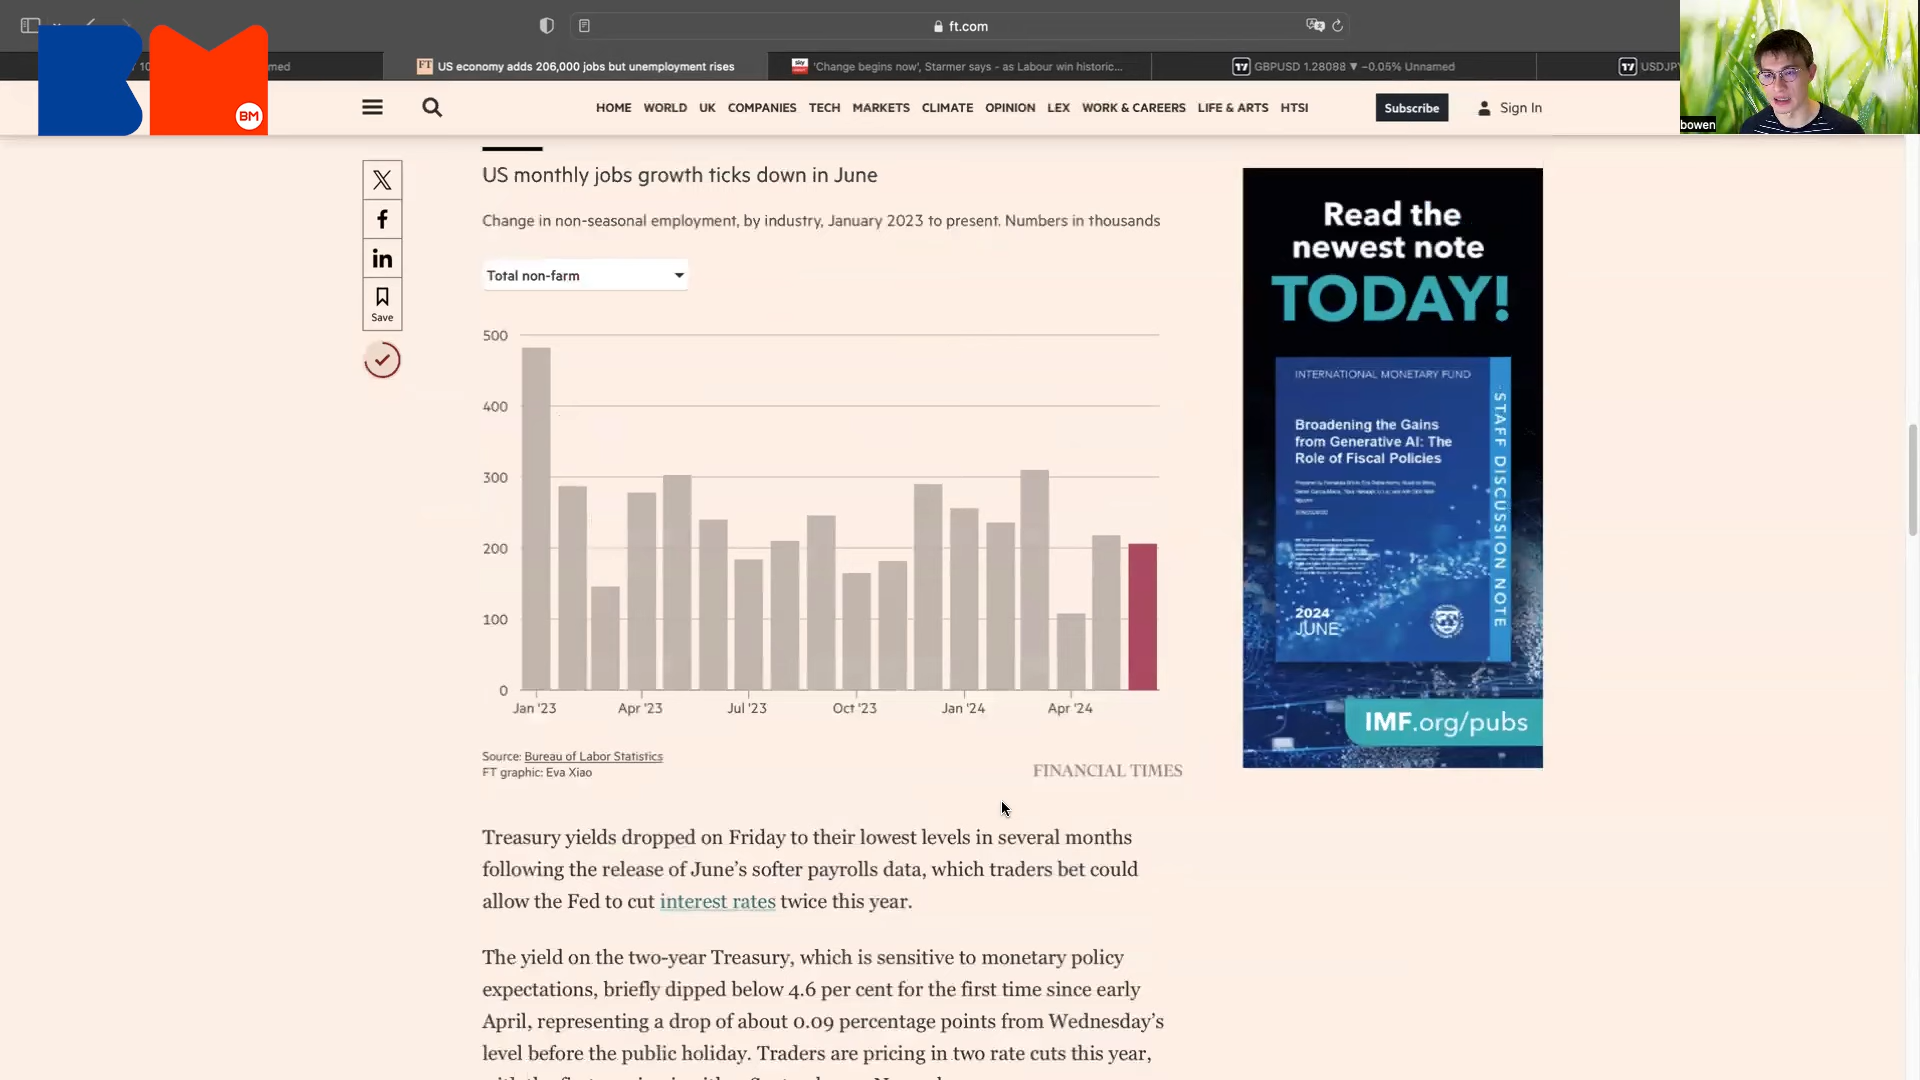 ft.com
10
med
FT US economy adds 206,000 jobs but unemployment rises
sky news 'Change begins now', Starmer says - as Labour win historic...
GBPUSD 1.28088 ▼ −0.05% Unnamed
USDJP
BM
HOME WORLD UK COMPANIES TECH MARKETS CLIMATE OPINION LEX WORK & CAREERS LIFE & ARTS HTSI
Subscribe
Sign In
bowen
US monthly jobs growth ticks down in June
Change in non-seasonal employment, by industry, January 2023 to present. Numbers in thousands
Total non-farm
Save
500
400
300
200
100
0
Jan '23 Apr '23 Jul '23 Oct '23 Jan '24 Apr '24
Source: Bureau of Labor Statistics
FT graphic: Eva Xiao
FINANCIAL TIMES
Read the
newest note
TODAY!
INTERNATIONAL MONETARY FUND
Broadening the Gains
from Generative AI: The
Role of Fiscal Policies
STAFF DISCUSSION NOTE
2024
JUNE
IMF.org/pubs
Treasury yields dropped on Friday to their lowest levels in several months
following the release of June's softer payrolls data, which traders bet could
allow the Fed to cut interest rates twice this year.
The yield on the two-year Treasury, which is sensitive to monetary policy
expectations, briefly dipped below 4.6 per cent for the first time since early
April, representing a drop of about 0.09 percentage points from Wednesday's
level before the public holiday. Traders are pricing in two rate cuts this year,